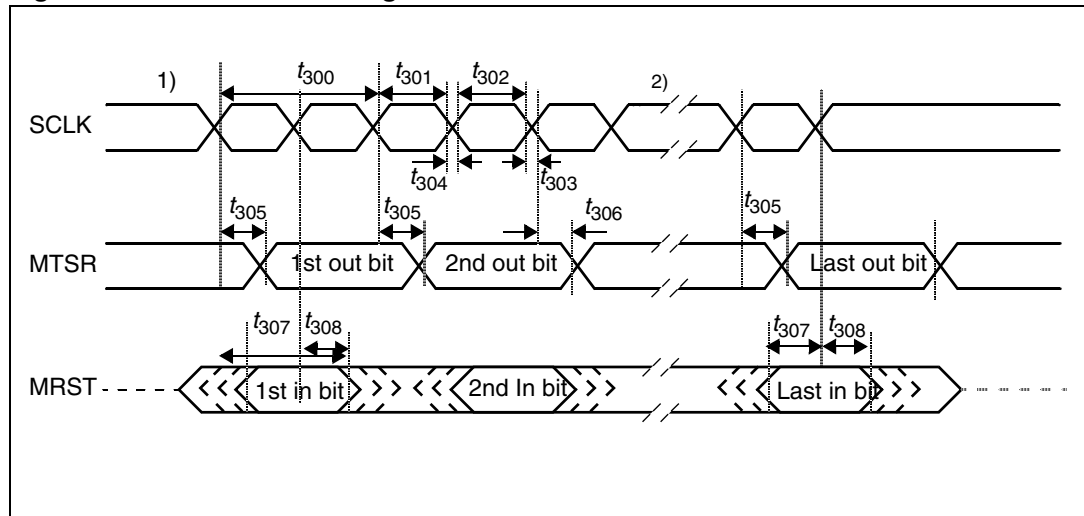 1)
t300
t301
t302
2)
SCLK
t304
t303
t305
t305
t306
t305
MTSR
1st out bit
2nd out bit
Last out bit
t307
t308
t307
t308
MRST
1st in bit
2nd In bit
Last in bit